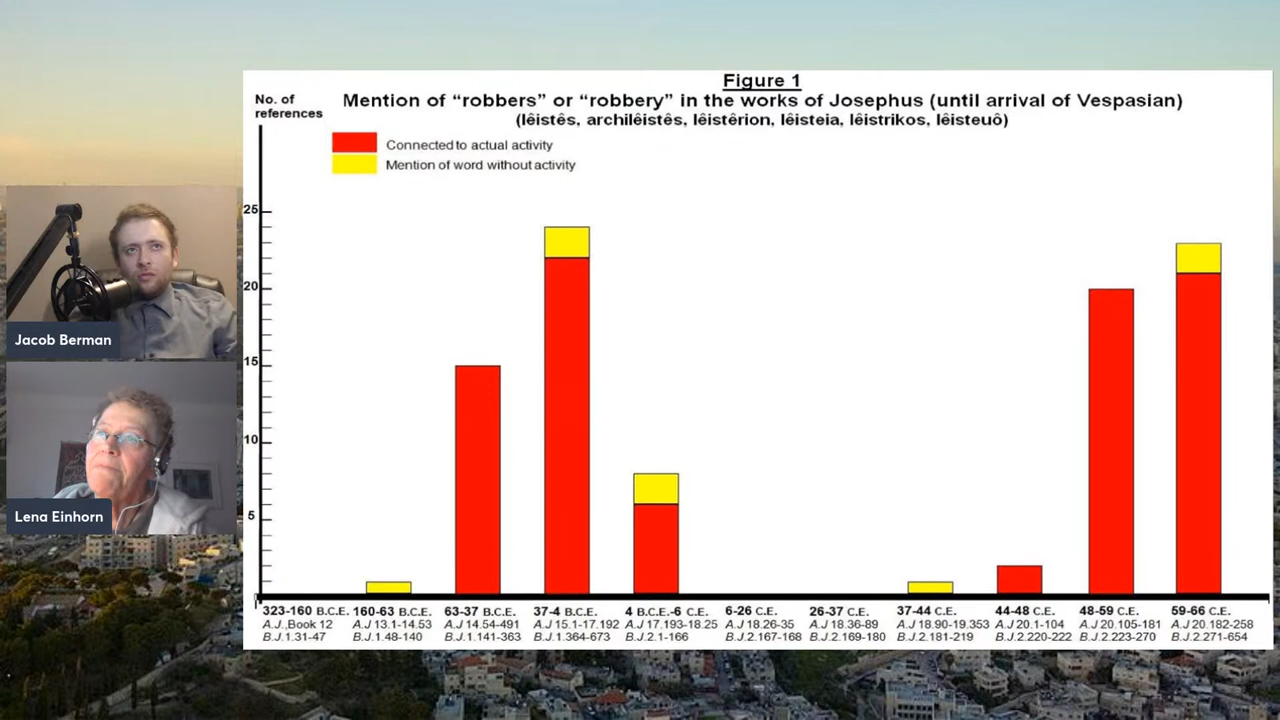 Figure 1
Mention of “robbers” or “robbery” in the works of Josephus (until arrival of Vespasian)
(lêistês, archilêistês, lêistêrion, lêisteia, lêistrikos, lêisteuô)
No. of
references
Connected to actual activity
Mention of word without activity
25
20
15
10
5
323-160 B.C.E. 160-63 B.C.E. 63-37 B.C.E. 37-4 B.C.E. 4 B.C.E.-6 C.E. 6-26 C.E. 26-37 C.E. 37-44 C.E. 44-48 C.E. 48-59 C.E. 59-66 C.E.
A.J.,Book 12 A.J 13.1-14.53 A.J 14.54-491 A.J 15.1-17.192 A.J 17.193-18.25 A.J 18.26-35 A.J 18.36-89 A.J 18.90-19.353 A.J 20.1-104 A.J 20.105-181 A.J 20.182-258
B.J.1.31-47 B.J.1.48-140 B.J.1.141-363 B.J.1.364-673 B.J.2.1-166 B.J.2.167-168 B.J.2.169-180 B.J.2.181-219 B.J.2.220-222 B.J.2.223-270 B.J.2.271-654
Jacob Berman
Lena Einhorn